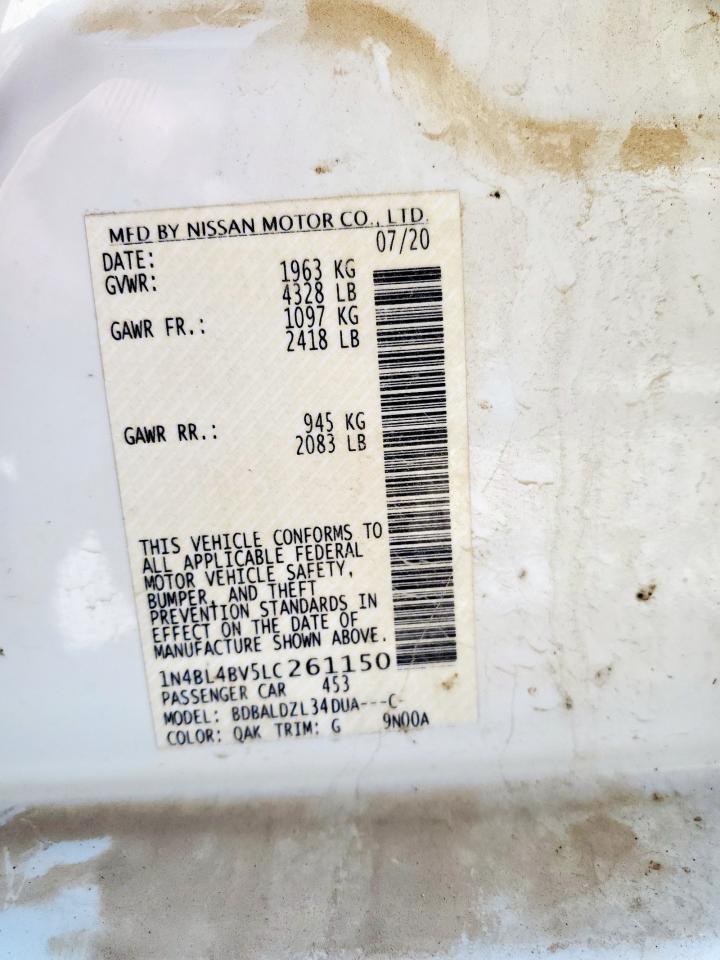 MFD BY NISSAN MOTOR CO., LTD.
DATE: 07/20
GVWR: 1963 KG
4328 LB
GAWR FR.: 1097 KG
2418 LB
GAWR RR.: 945 KG
2083 LB
THIS VEHICLE CONFORMS TO
ALL APPLICABLE FEDERAL
MOTOR VEHICLE SAFETY,
BUMPER, AND THEFT
PREVENTION STANDARDS IN
EFFECT ON THE DATE OF
MANUFACTURE SHOWN ABOVE.
1N4BL4BV5LC261150
PASSENGER CAR 453
MODEL: BDBALDZL34DUA---C-
COLOR: QAK TRIM: G 9N00A